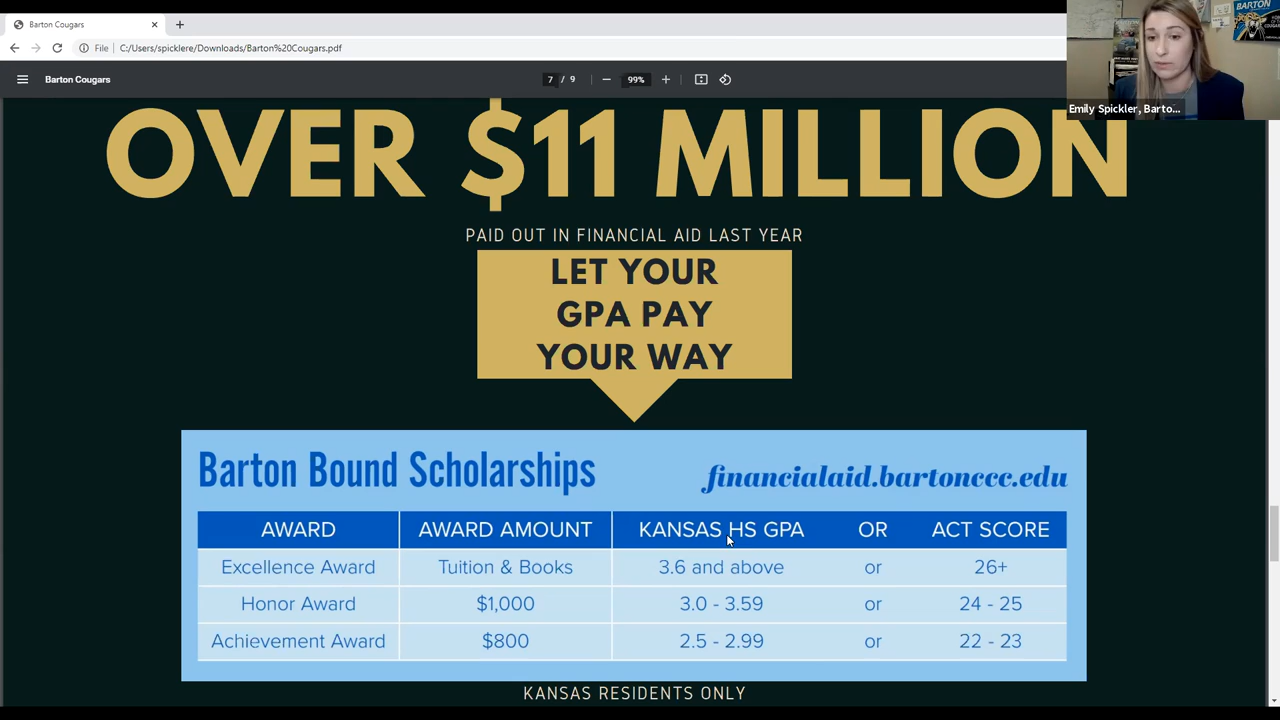 Barton Cougars
File
C:/Users/spicklere/Downloads/Barton%20Cougars.pdf
BARTON
Barton Cougars
7 / 9
99%
Emily Spickler, Barto...
OVER $11 MILLION
PAID OUT IN FINANCIAL AID LAST YEAR
LET YOUR
GPA PAY
YOUR WAY
Barton Bound Scholarships financialaid.bartonccc.edu
AWARD AWARD AMOUNT KANSAS HS GPA OR ACT SCORE
Excellence Award Tuition & Books 3.6 and above or 26+
Honor Award $1,000 3.0 - 3.59 or 24 - 25
Achievement Award $800 2.5 - 2.99 or 22 - 23
KANSAS RESIDENTS ONLY